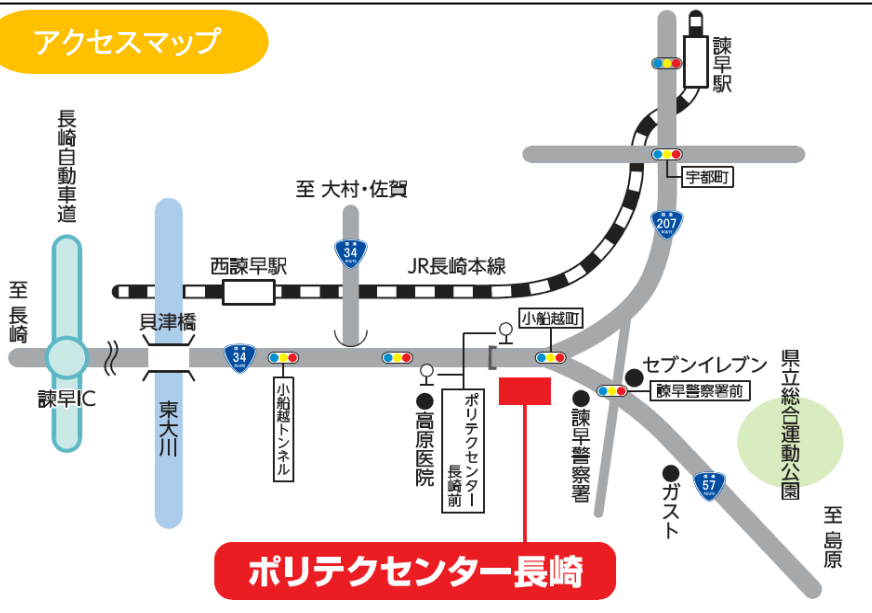 アクセスマップ
長崎自動車道
至 長崎
諫早IC
貝津橋
東大川
34
小船越トンネル
西諫早駅
至 大村・佐賀
34
JR長崎本線
高原医院
ポリテクセンター
長崎前
小船越町
諫早駅
宇都町
207
セブンイレブン
諫早警察署前
諫早警察署
ガスト
57
県立総合運動公園
至 島原
ポリテクセンター長崎